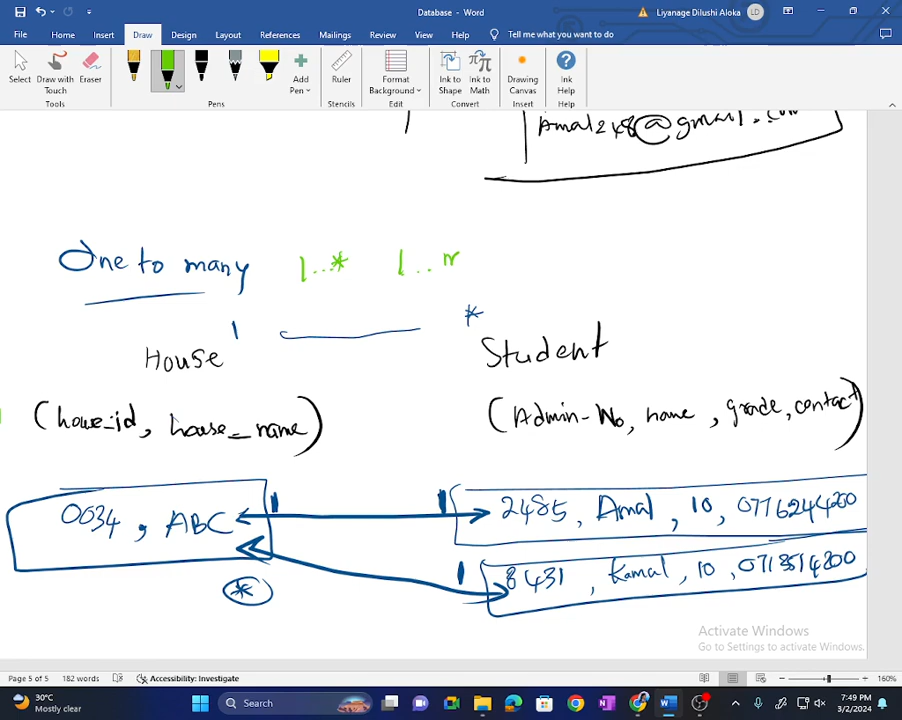 Database - Word
Liyanage Dilushi Aloka
LD
File Home Insert Draw Design Layout References Mailings Review View Help Tell me what you want to do
Select Draw with Touch Eraser Add Pen Ruler Format Background Ink to Shape Ink to Math Drawing Canvas Ink Help
Tools Pens Stencils Edit Convert Insert Help
Amal248@gmail.com
One to many 1..* 1..m
1 *
House Student
(house_id, house_name) (Admin-No, name, grade, contact)
0034, ABC 1 1 2485, Amal, 10, 0776244200
1 8431, Kamal, 10, 0718514200
*
Activate Windows
Go to Settings to activate Windows.
Page 5 of 5 182 words Accessibility: Investigate 160%
30°C
Mostly clear
Search
7:49 PM
3/2/2024